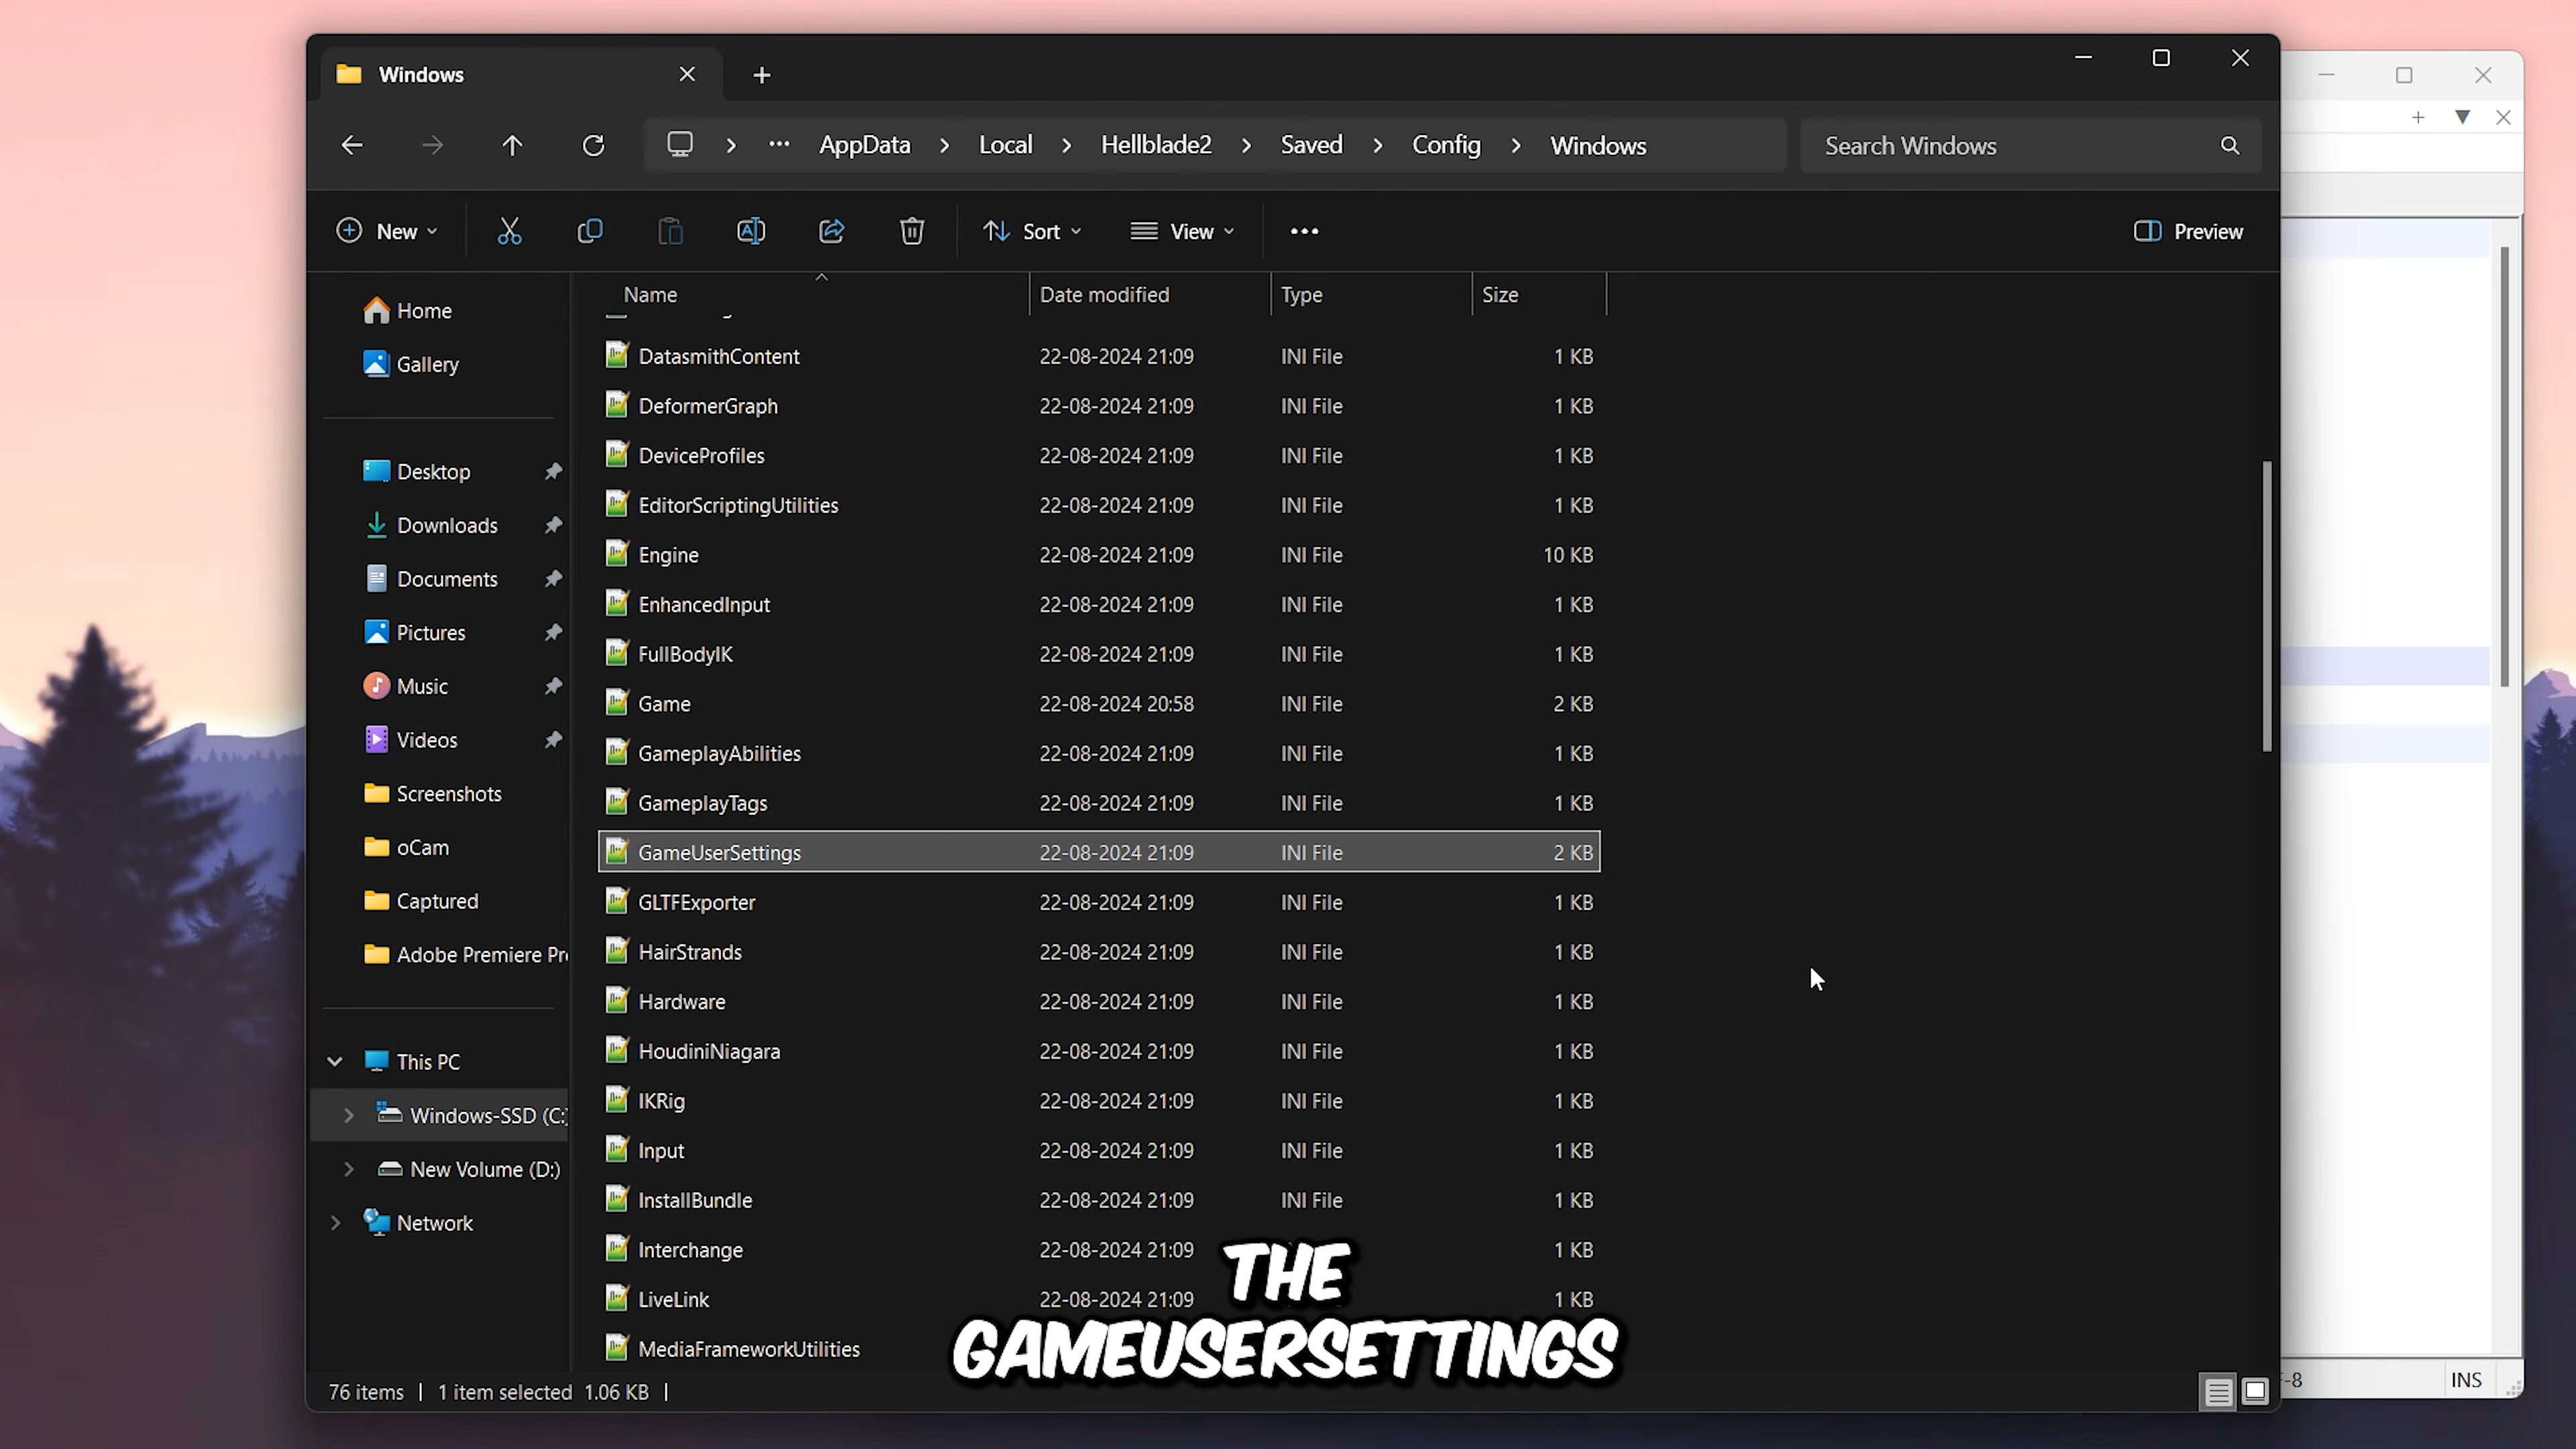 Windows
AppData > Local > Hellblade2 > Saved > Config > Windows
Search Windows
New
Sort
View
Preview
Home
Gallery
Desktop
Downloads
Documents
Pictures
Music
Videos
Screenshots
oCam
Captured
Adobe Premiere Pr
This PC
Windows-SSD (C:)
New Volume (D:)
Network
Name Date modified Type Size
DatasmithContent 22-08-2024 21:09 INI File 1 KB
DeformerGraph 22-08-2024 21:09 INI File 1 KB
DeviceProfiles 22-08-2024 21:09 INI File 1 KB
EditorScriptingUtilities 22-08-2024 21:09 INI File 1 KB
Engine 22-08-2024 21:09 INI File 10 KB
EnhancedInput 22-08-2024 21:09 INI File 1 KB
FullBodyIK 22-08-2024 21:09 INI File 1 KB
Game 22-08-2024 20:58 INI File 2 KB
GameplayAbilities 22-08-2024 21:09 INI File 1 KB
GameplayTags 22-08-2024 21:09 INI File 1 KB
GameUserSettings 22-08-2024 21:09 INI File 2 KB
GLTFExporter 22-08-2024 21:09 INI File 1 KB
HairStrands 22-08-2024 21:09 INI File 1 KB
Hardware 22-08-2024 21:09 INI File 1 KB
HoudiniNiagara 22-08-2024 21:09 INI File 1 KB
IKRig 22-08-2024 21:09 INI File 1 KB
Input 22-08-2024 21:09 INI File 1 KB
InstallBundle 22-08-2024 21:09 INI File 1 KB
Interchange 22-08-2024 21:09 1 KB
LiveLink 22-08-2024 21:09 1 KB
MediaFrameworkUtilities
THE
GAMEUSERSETTINGS
76 items | 1 item selected 1.06 KB |
-8 INS